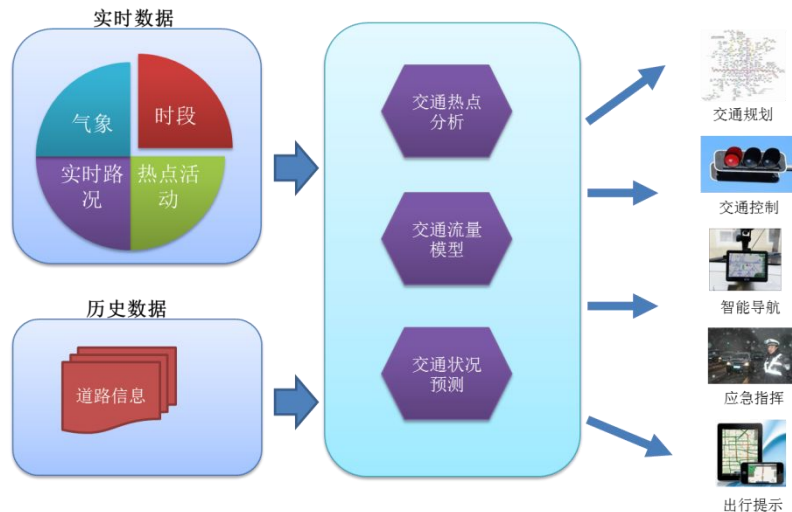 实时数据
气象
时段
实时路
况
热点活
动
历史数据
道路信息
交通热点
分析
交通流量
模型
交通状况
预测
交通规划
交通控制
智能导航
应急指挥
出行提示